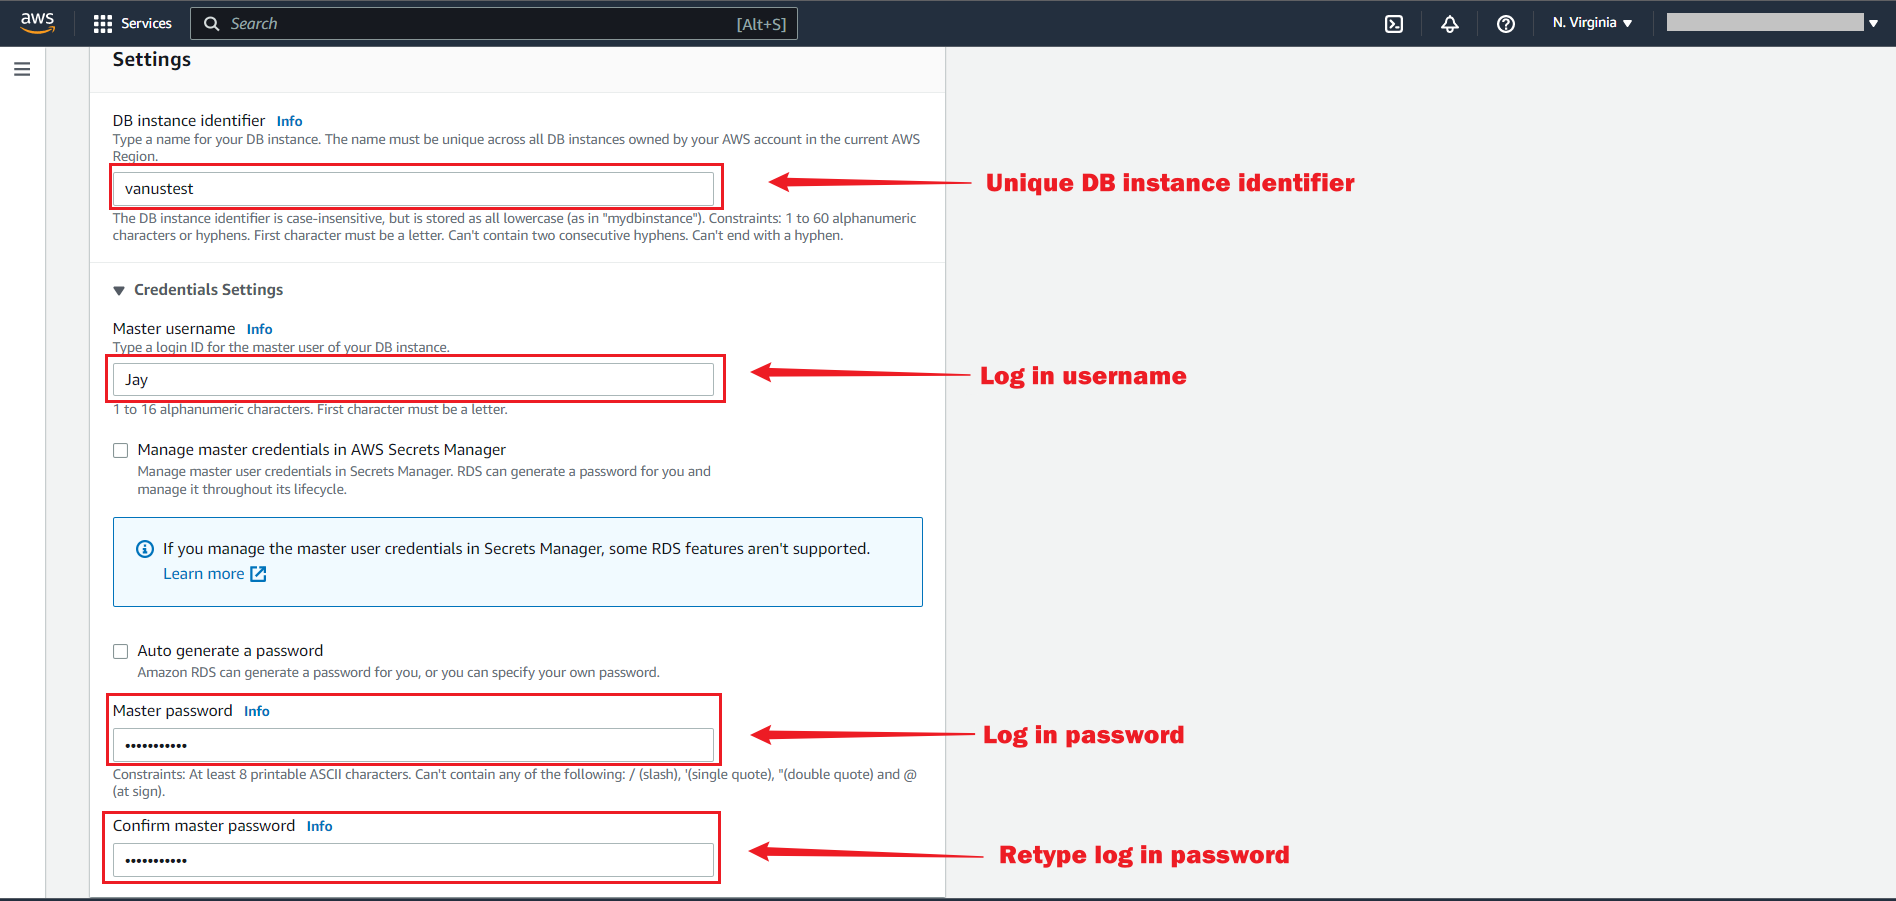 aws
Services
Search
[Alt+S]
N. Virginia
Settings
DB instance identifier Info
Type a name for your DB instance. The name must be unique across all DB instances owned by your AWS account in the current AWS
Region.
vanustest
Unique DB instance identifier
The DB instance identifier is case-insensitive, but is stored as all lowercase (as in "mydbinstance"). Constraints: 1 to 60 alphanumeric
characters or hyphens. First character must be a letter. Can't contain two consecutive hyphens. Can't end with a hyphen.
Credentials Settings
Master username Info
Type a login ID for the master user of your DB instance.
Jay
Log in username
1 to 16 alphanumeric characters. First character must be a letter.
Manage master credentials in AWS Secrets Manager
Manage master user credentials in Secrets Manager. RDS can generate a password for you and
manage it throughout its lifecycle.
If you manage the master user credentials in Secrets Manager, some RDS features aren't supported.
Learn more
Auto generate a password
Amazon RDS can generate a password for you, or you can specify your own password.
Master password Info
•••••••••••
Log in password
Constraints: At least 8 printable ASCII characters. Can't contain any of the following: / (slash), '(single quote), "(double quote) and @
(at sign).
Confirm master password Info
•••••••••••
Retype log in password